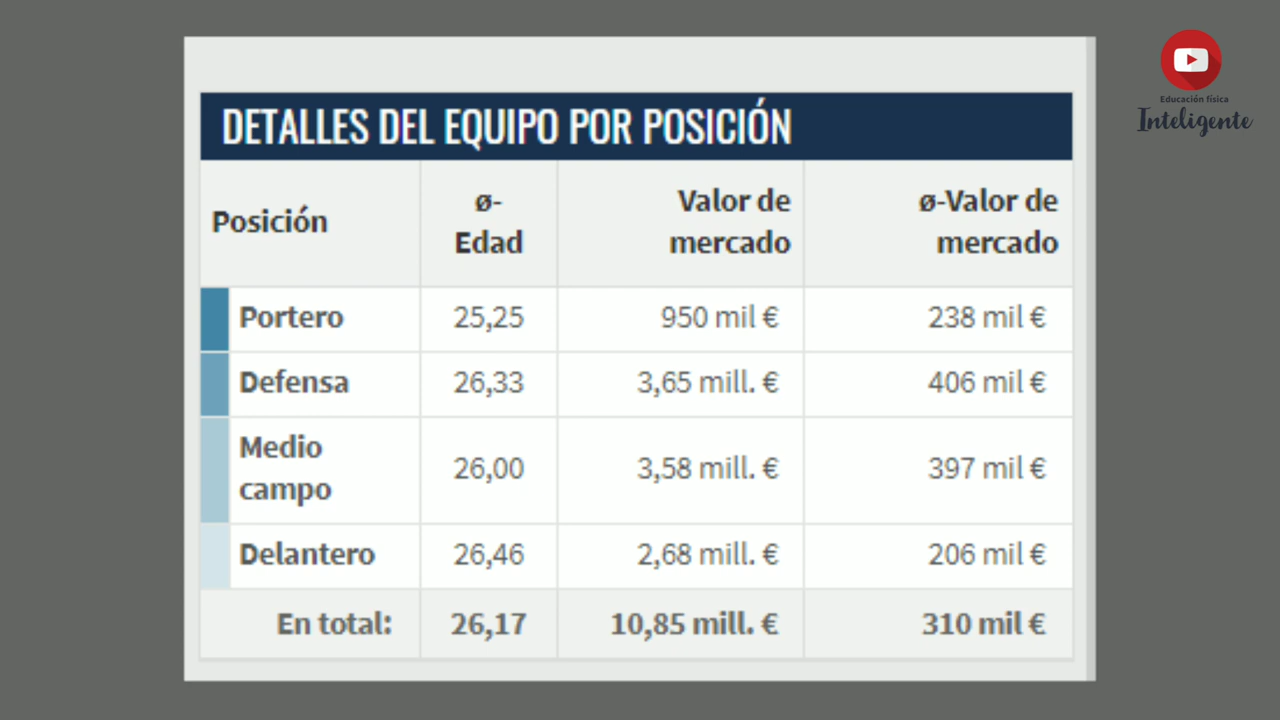 Educación física
Inteligente
DETALLES DEL EQUIPO POR POSICIÓN
Posición
ø-
Edad
Valor de
mercado
ø-Valor de
mercado
Portero 25,25 950 mil € 238 mil €
Defensa 26,33 3,65 mill. € 406 mil €
Medio
campo 26,00 3,58 mill. € 397 mil €
Delantero 26,46 2,68 mill. € 206 mil €
En total: 26,17 10,85 mill. € 310 mil €